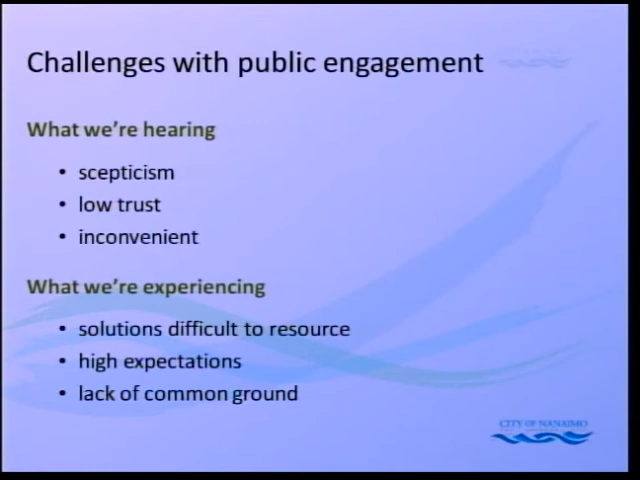 Challenges with public engagement
What we're hearing
• scepticism
• low trust
• inconvenient
What we're experiencing
• solutions difficult to resource
• high expectations
• lack of common ground
CITY OF NANAIMO